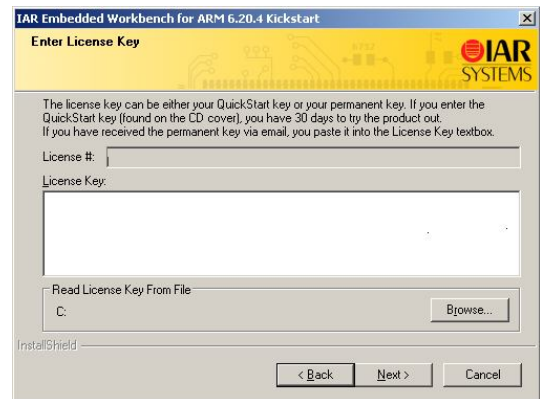 IAR Embedded Workbench for ARM 6.20.4 Kickstart
Enter License Key
IAR
SYSTEMS
The license key can be either your QuickStart key or your permanent key. If you enter the
QuickStart key (found on the CD cover), you have 30 days to try the product out.
If you have received the permanent key via email, you paste it into the License Key textbox.
License #:
License Key:
Read License Key From File
C:
Browse...
InstallShield
< Back
Next >
Cancel